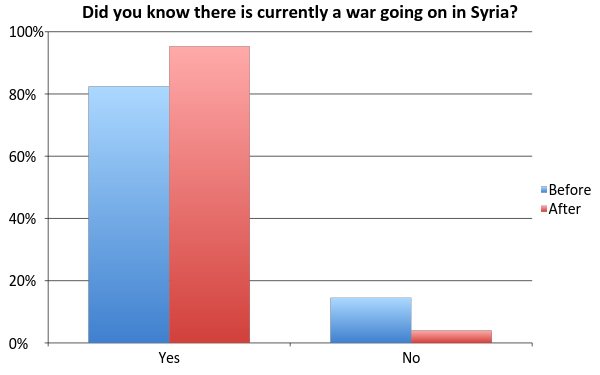 Did you know there is currently a war going on in Syria?
100%
80%
60%
40%
20%
0%
Yes
No
Before
After